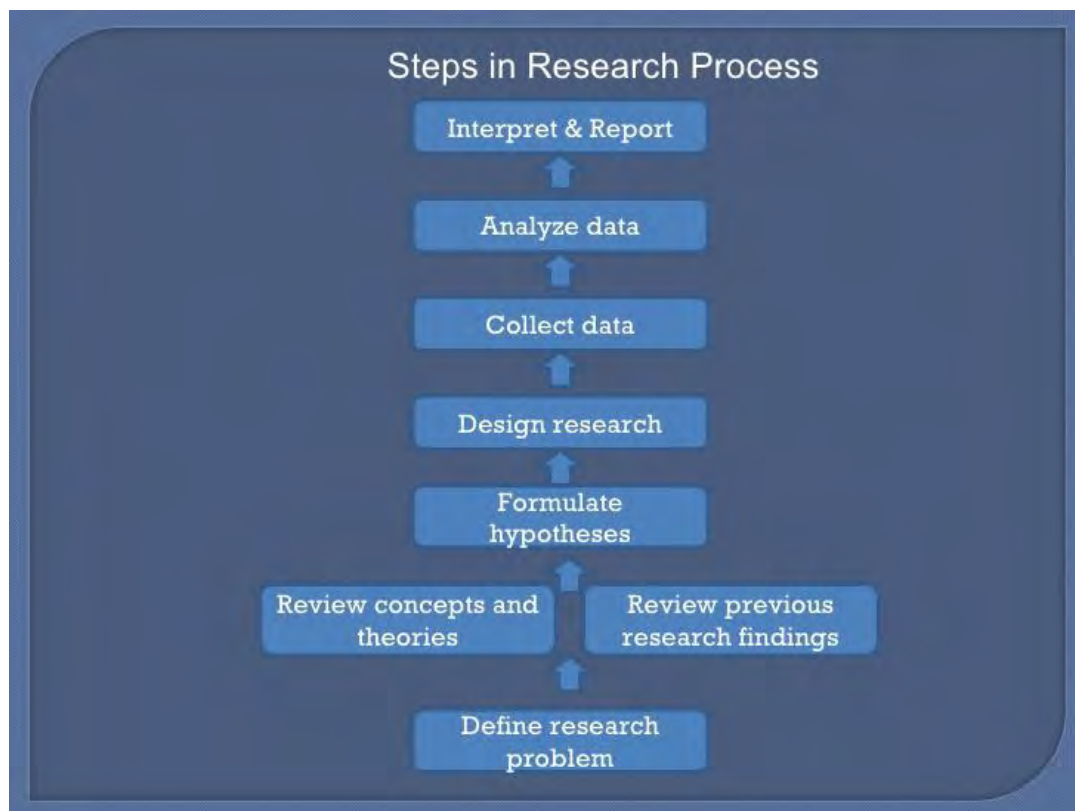 Steps in Research Process
Interpret & Report
Analyze data
Collect data
Design research
Formulate
hypotheses
Review concepts and
theories
Review previous
research findings
Define research
problem